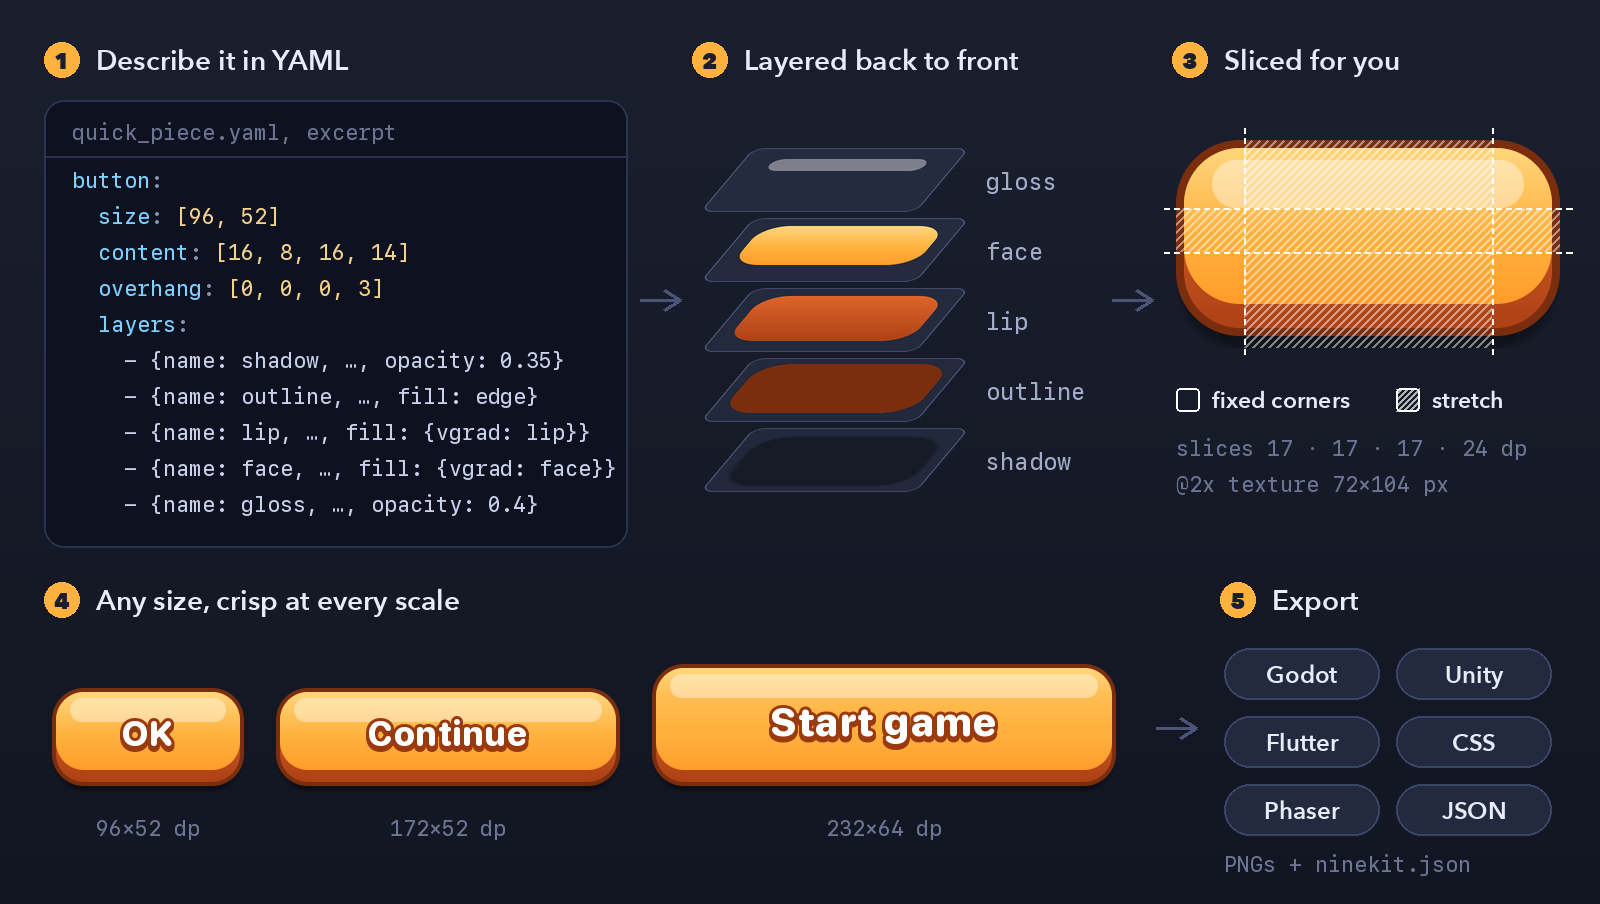 1 Describe it in YAML
quick_piece.yaml, excerpt
button:
size: [96, 52]
content: [16, 8, 16, 14]
overhang: [0, 0, 0, 3]
layers:
– {name: shadow, …, opacity: 0.35}
– {name: outline, …, fill: edge}
– {name: lip, …, fill: {vgrad: lip}}
– {name: face, …, fill: {vgrad: face}}
– {name: gloss, …, opacity: 0.4}
2 Layered back to front
gloss
face
lip
outline
shadow
3 Sliced for you
fixed corners
stretch
slices 17 · 17 · 17 · 24 dp
@2x texture 72×104 px
4 Any size, crisp at every scale
OK
Continue
Start game
96×52 dp
172×52 dp
232×64 dp
5 Export
Godot
Unity
Flutter
CSS
Phaser
JSON
PNGs + ninekit.json